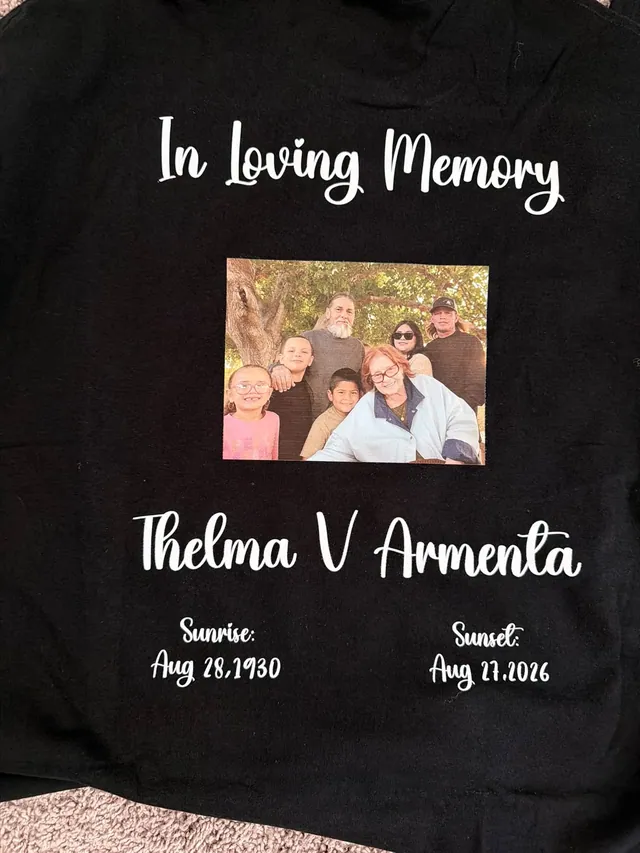 In Loving Memory
Thelma V Armenta
Sunrise:
Aug 28,1930
Sunset:
Aug 27.2026